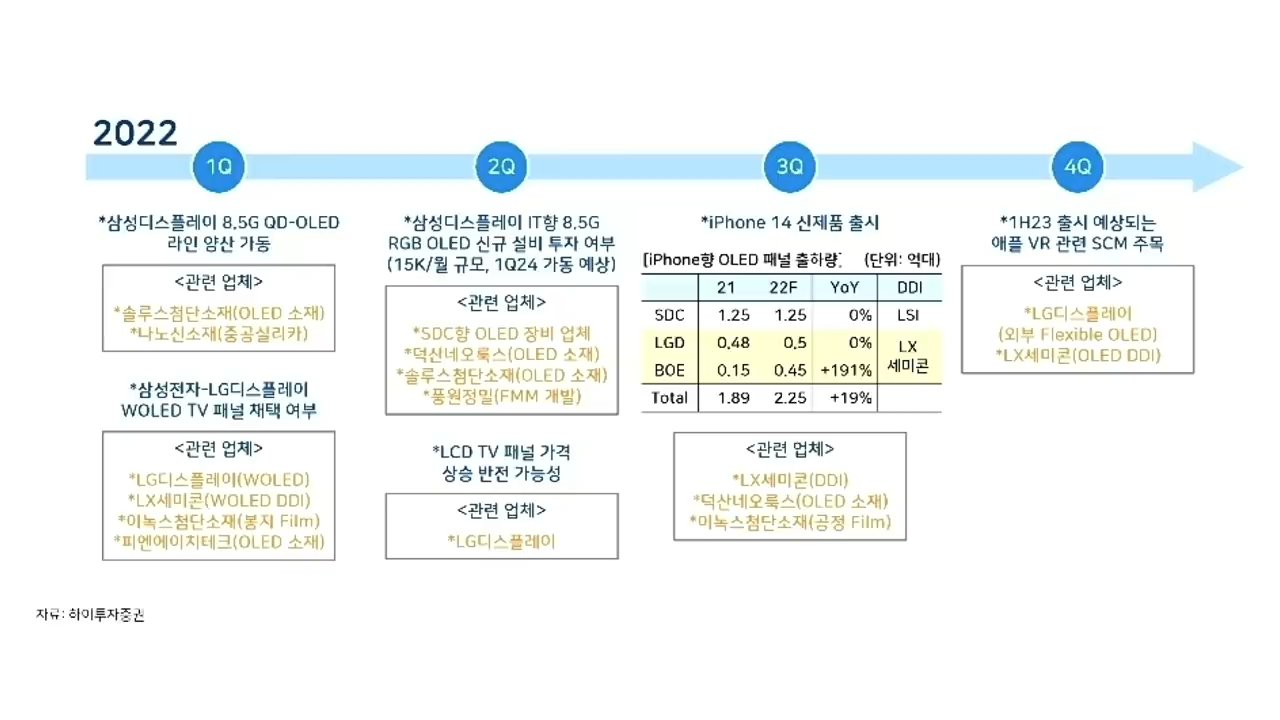 2022
1Q
*삼성디스플레이 8.5G QD-OLED
라인 양산 가동
<관련 업체>
*솔루스첨단소재(OLED 소재)
*나노신소재(중공실리카)
*삼성전자-LG디스플레이
WOLED TV 패널 채택 여부
<관련 업체>
*LG디스플레이(WOLED)
*LX세미콘(WOLED DDI)
*이녹스첨단소재(봉지 Film)
*피엔에이치테크(OLED 소재)
2Q
*삼성디스플레이 IT향 8.5G
RGB OLED 신규 설비 투자 여부
(15K/월 규모, 1Q24 가동 예상)
<관련 업체>
*SDC향 OLED 장비 업체
*덕산네오룩스(OLED 소재)
*솔루스첨단소재(OLED 소재)
*풍원정밀(FMM 개발)
*LCD TV 패널 가격
상승 반전 가능성
<관련 업체>
*LG디스플레이
3Q
*iPhone 14 신제품 출시
[iPhone향 OLED 패널 출하량] (단위: 억대)
21 22F YoY DDI
SDC 1.25 1.25 0% LSI
LGD 0.48 0.5 0% LX
BOE 0.15 0.45 +191% 세미콘
Total 1.89 2.25 +19%
<관련 업체>
*LX세미콘(DDI)
*덕산네오룩스(OLED 소재)
*이녹스첨단소재(공정 Film)
4Q
*1H23 출시 예상되는
애플 VR 관련 SCM 주목
<관련 업체>
*LG디스플레이
(외부 Flexible OLED)
*LX세미콘(OLED DDI)
자료: 하이투자증권